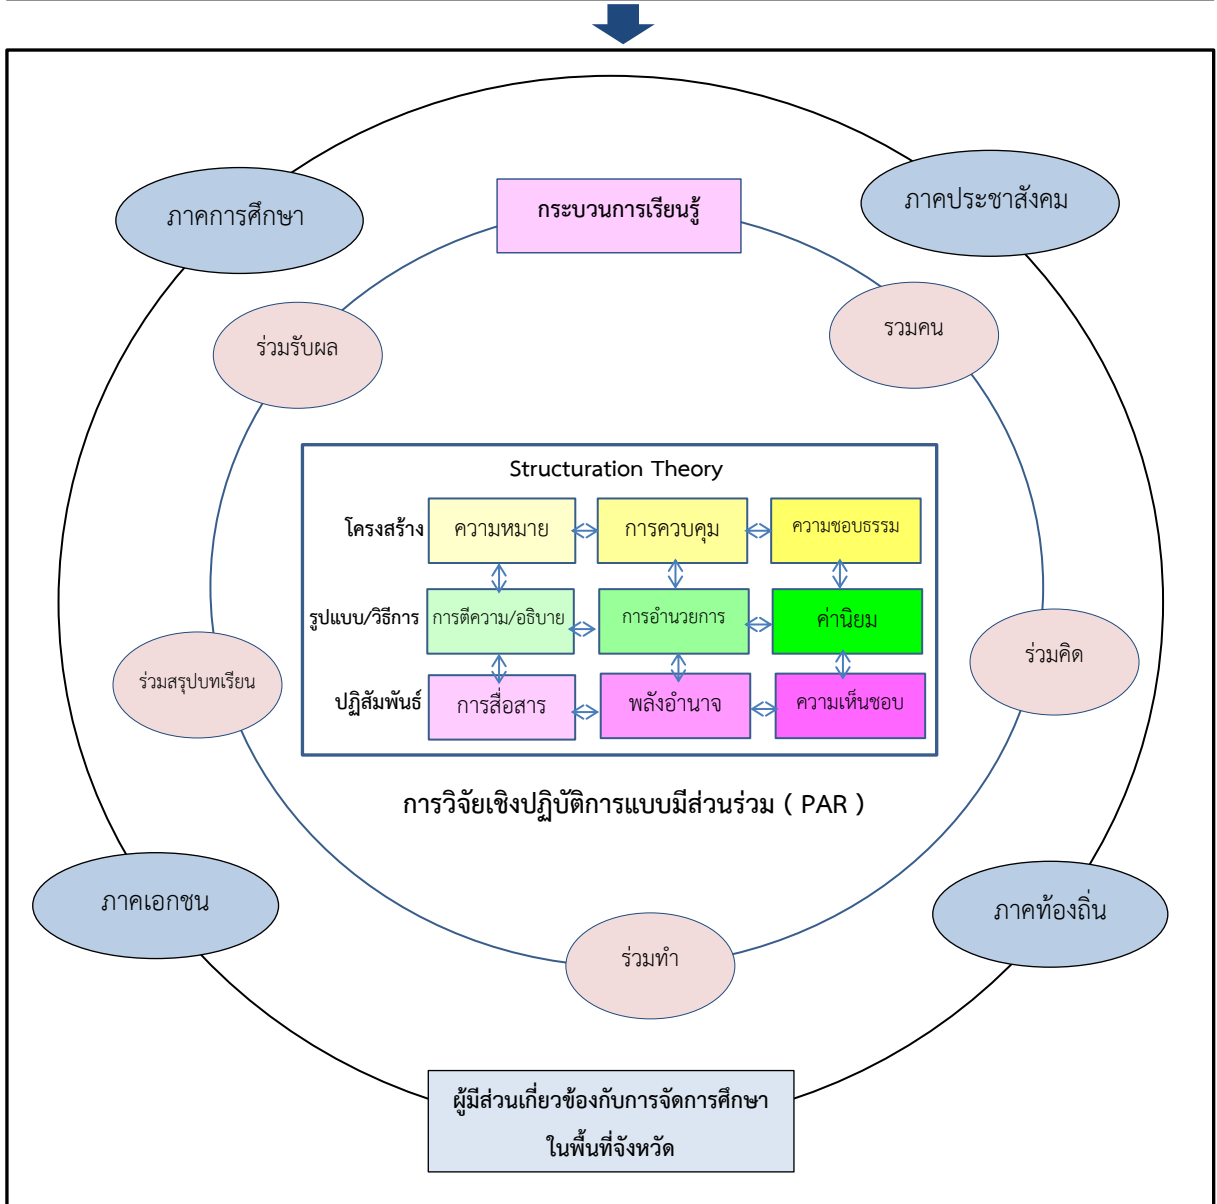 ภาคการศึกษา
ภาคประชาสังคม
กระบวนการเรียนรู้
ร่วมรับผล
รวมคน
Structuration Theory
โครงสร้าง
ความหมาย
การควบคุม
ความชอบธรรม
รูปแบบ/วิธีการ
การตีความ/อธิบาย
การอำนวยการ
ค่านิยม
ปฏิสัมพันธ์
การสื่อสาร
พลังอำนาจ
ความเห็นชอบ
ร่วมสรุปบทเรียน
ร่วมคิด
การวิจัยเชิงปฏิบัติการแบบมีส่วนร่วม ( PAR )
ภาคเอกชน
ภาคท้องถิ่น
ร่วมทำ
ผู้มีส่วนเกี่ยวข้องกับการจัดการศึกษา
ในพื้นที่จังหวัด